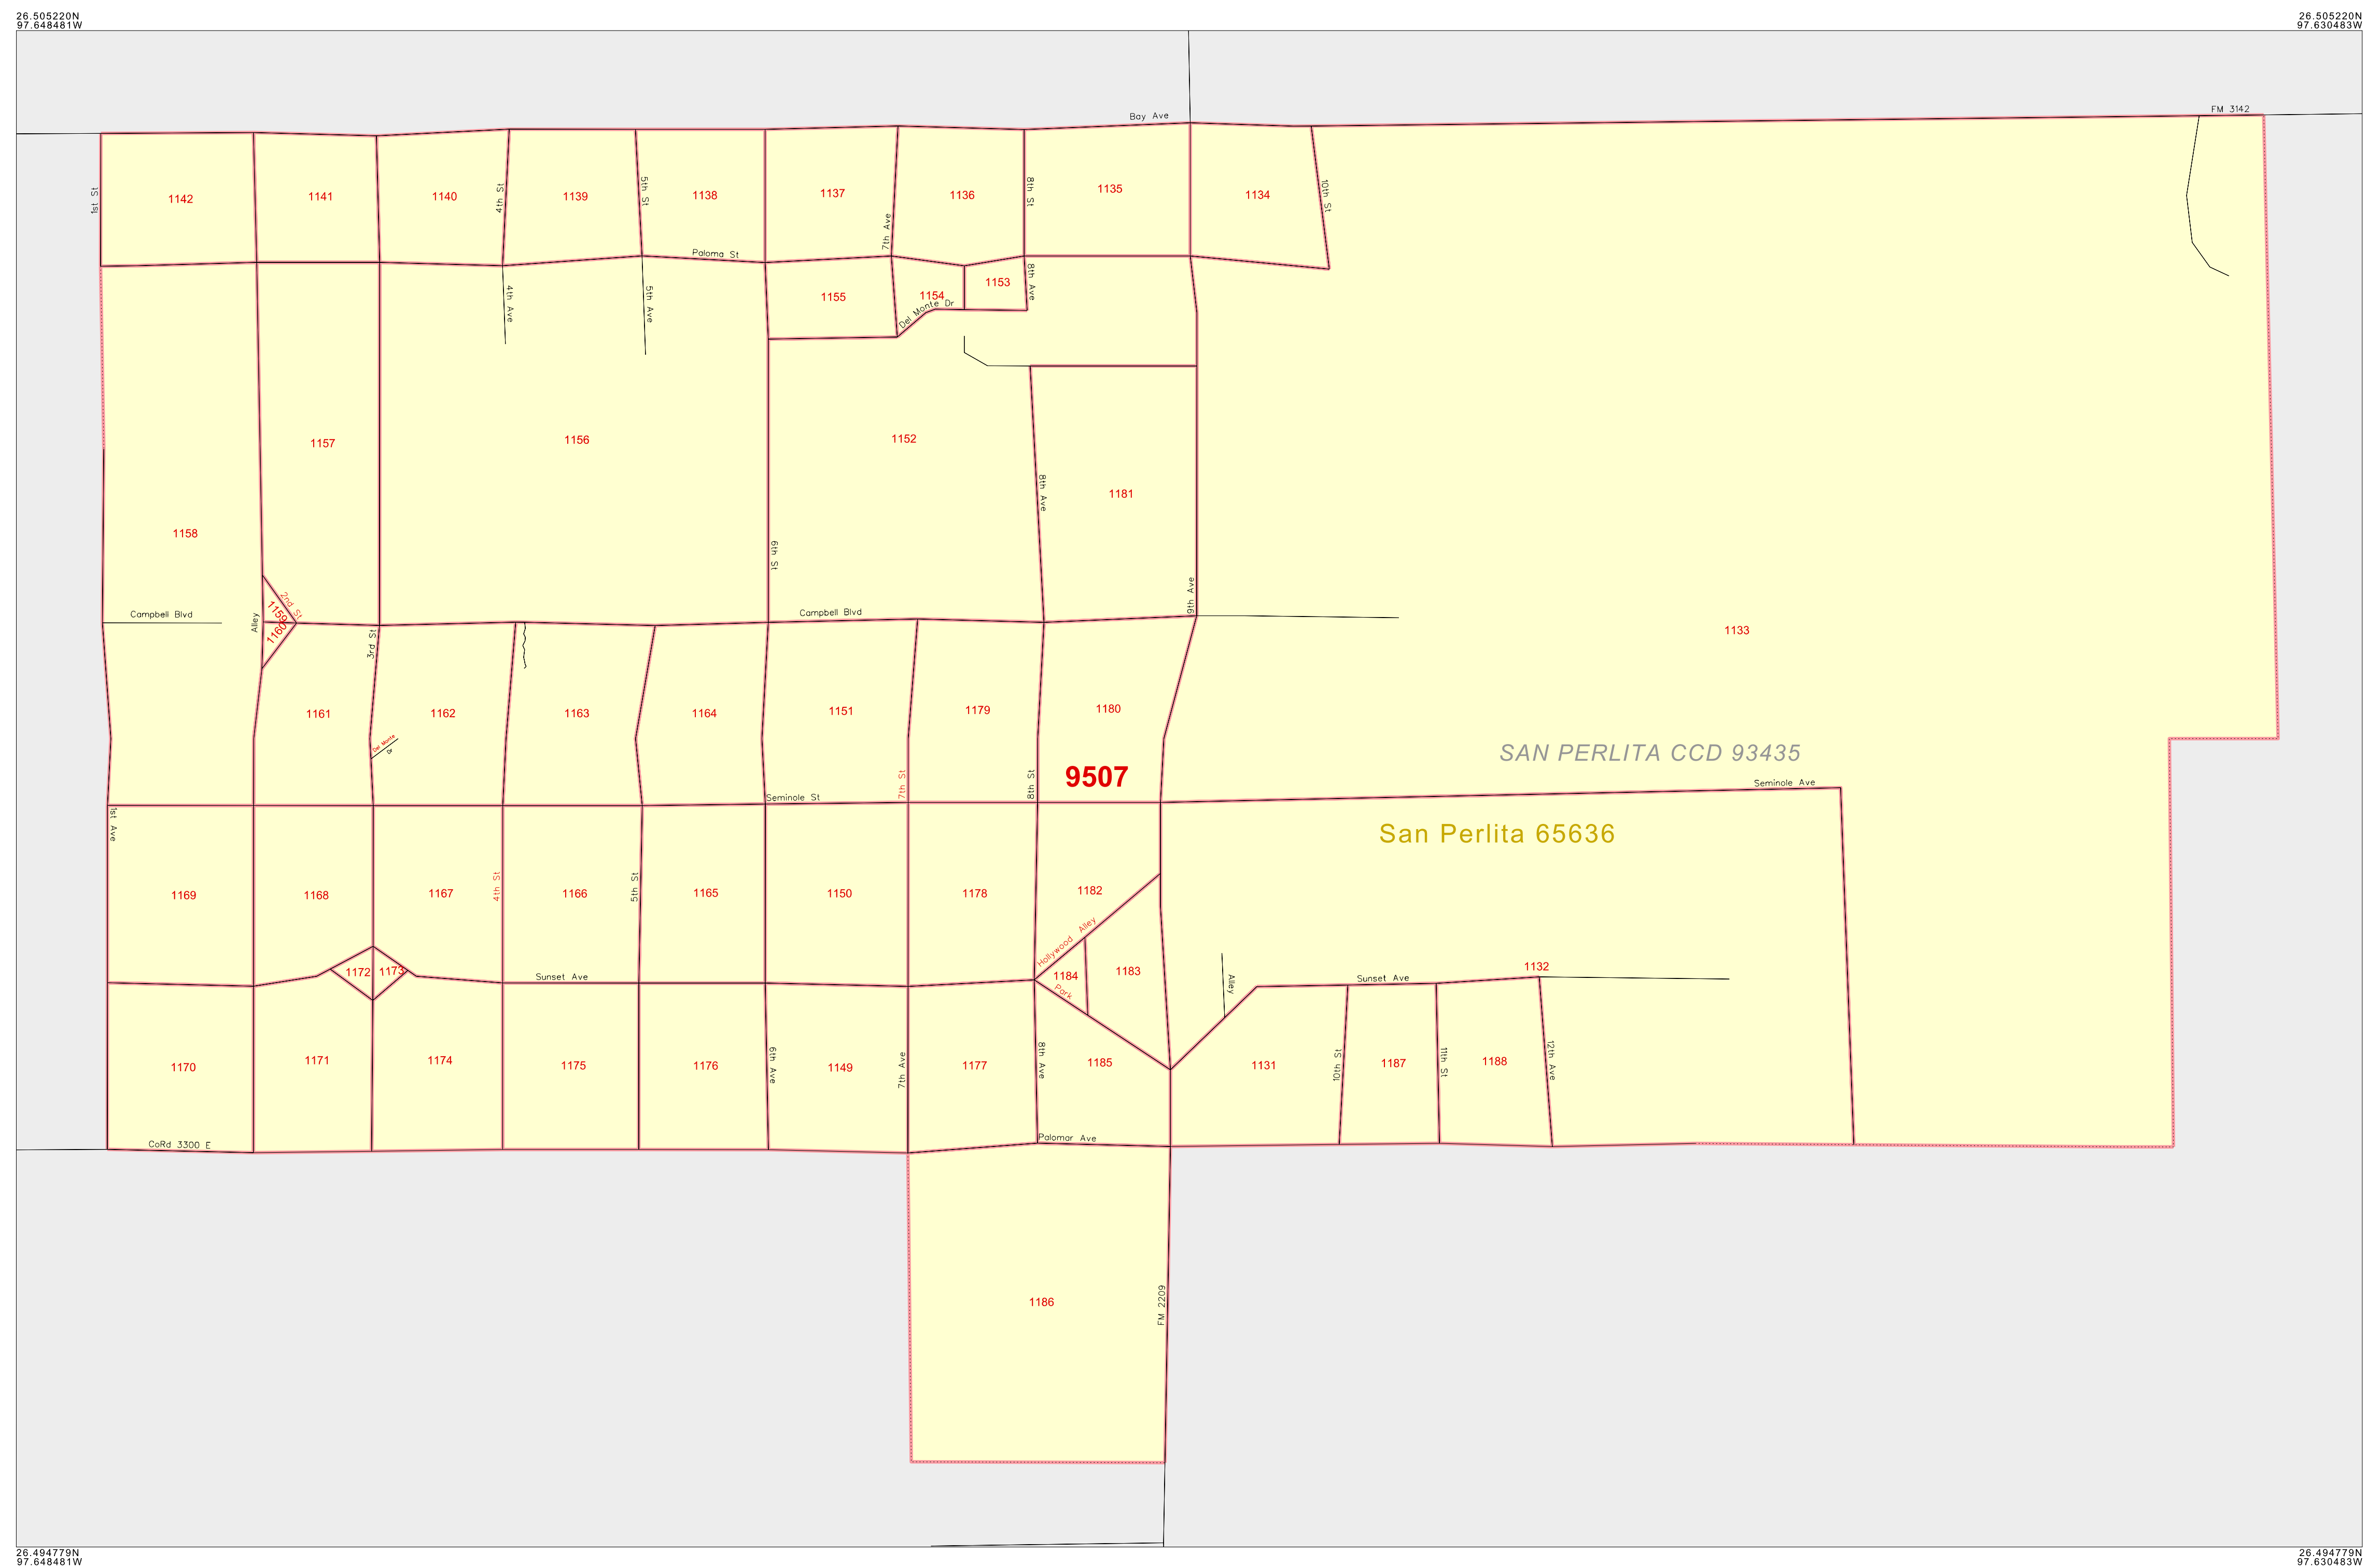 26.505220N
97.648481W
26.505220N
97.630483W
FM 3142
Bay Ave
1st St
1142
1141
1140
4th St
1139
5th St
1138
1137
7th Ave
1136
8th St
1135
1134
10th St
Paloma St
4th Ave
5th Ave
1155
1154
Del Monte Dr
1153
8th Ave
1158
1157
1156
1152
8th Ave
1181
6th St
9th Ave
2nd St
1159
1160
Campbell Blvd
Alley
3rd St
Campbell Blvd
1133
1161
1162
Del Monte
Dr
1163
1164
1151
1179
1180
7th St
8th St
9507
SAN PERLITA CCD 93435
Seminole St
Seminole Ave
San Perlita 65636
1st Ave
1169
1168
1167
4th St
1166
5th St
1165
1150
1178
1182
Hollywood Alley
1172
1173
Sunset Ave
1184
1183
Park
Alley
Sunset Ave
1132
1170
1171
1174
1175
1176
6th Ave
1149
7th Ave
1177
8th Ave
1185
1131
10th St
1187
11th St
1188
12th Ave
CoRd 3300 E
Palomar Ave
1186
FM 2209
26.494779N
97.648481W
26.494779N
97.630483W